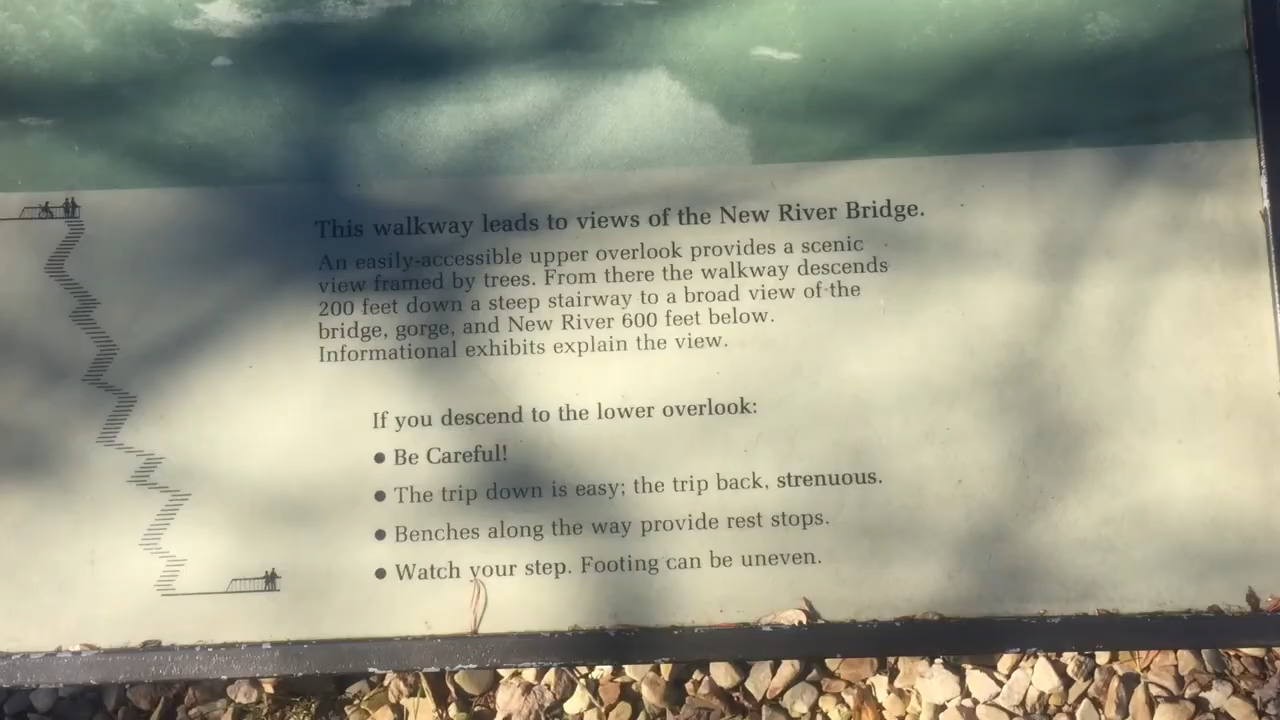 This walkway leads to views of the New River Bridge.
An easily-accessible upper overlook provides a scenic
view framed by trees. From there the walkway descends
200 feet down a steep stairway to a broad view of the
bridge, gorge, and New River 600 feet below.
Informational exhibits explain the view.
If you descend to the lower overlook:
● Be Careful!
● The trip down is easy; the trip back, strenuous.
● Benches along the way provide rest stops.
● Watch your step. Footing can be uneven.